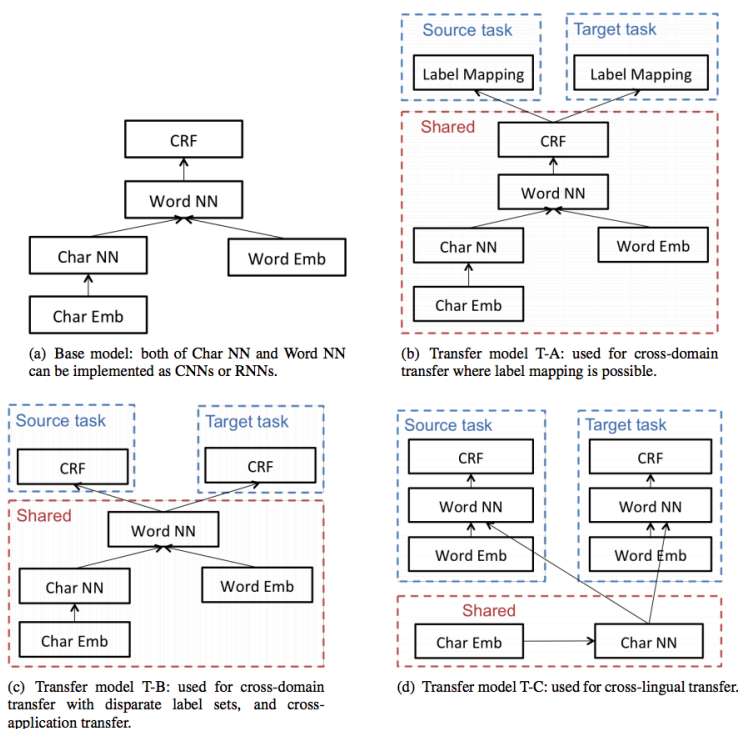 CRF
Word NN
Char NN
Word Emb
Char Emb
(a) Base model: both of Char NN and Word NN
can be implemented as CNNs or RNNs.
Source task
Target task
Label Mapping
Label Mapping
Shared
CRF
Word NN
Char NN
Word Emb
Char Emb
(b) Transfer model T-A: used for cross-domain
transfer where label mapping is possible.
Source task
Target task
CRF
CRF
Shared
Word NN
Char NN
Word Emb
Char Emb
(c) Transfer model T-B: used for cross-domain
transfer with disparate label sets, and cross-
application transfer.
Source task
Target task
CRF
CRF
Word NN
Word NN
Word Emb
Word Emb
Shared
Char Emb
Char NN
(d) Transfer model T-C: used for cross-lingual transfer.